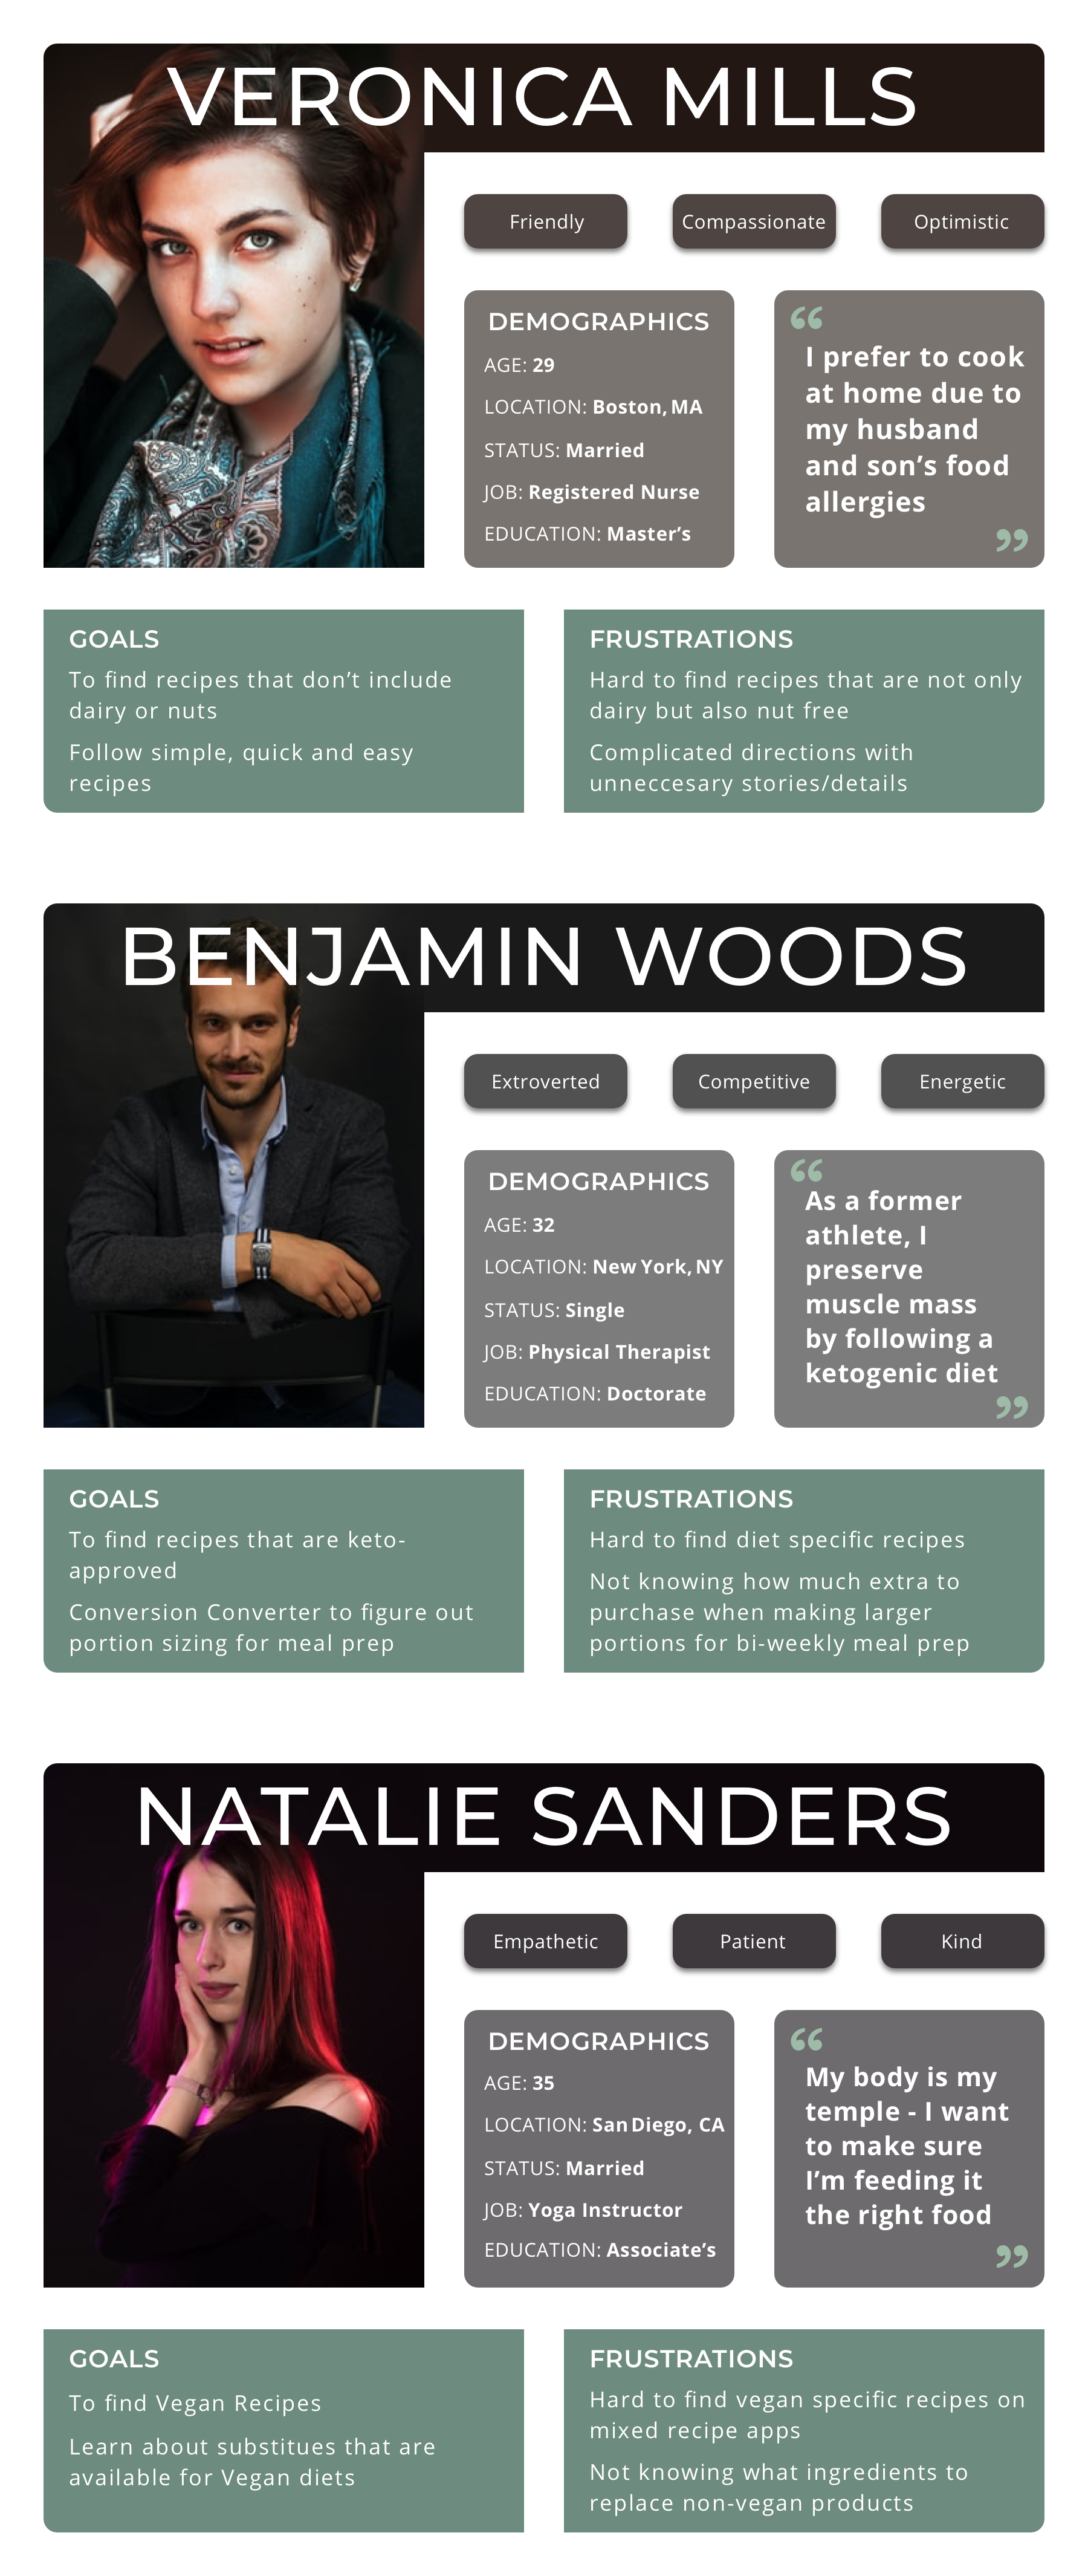 VERONICA MILLS
Friendly
Compassionate
Optimistic
DEMOGRAPHICS
AGE: 29
LOCATION: Boston, MA
STATUS: Married
JOB: Registered Nurse
EDUCATION: Master’s
“
I prefer to cook
at home due to
my husband
and son’s food
allergies
”
GOALS
To find recipes that don’t include
dairy or nuts
Follow simple, quick and easy
recipes
FRUSTRATIONS
Hard to find recipes that are not only
dairy but also nut free
Complicated directions with
unneccesary stories/details
BENJAMIN WOODS
Extroverted
Competitive
Energetic
DEMOGRAPHICS
AGE: 32
LOCATION: New York, NY
STATUS: Single
JOB: Physical Therapist
EDUCATION: Doctorate
“
As a former
athlete, I
preserve
muscle mass
by following a
ketogenic diet
”
GOALS
To find recipes that are keto-
approved
Conversion Converter to figure out
portion sizing for meal prep
FRUSTRATIONS
Hard to find diet specific recipes
Not knowing how much extra to
purchase when making larger
portions for bi-weekly meal prep
NATALIE SANDERS
Empathetic
Patient
Kind
DEMOGRAPHICS
AGE: 35
LOCATION: San Diego, CA
STATUS: Married
JOB: Yoga Instructor
EDUCATION: Associate’s
“
My body is my
temple - I want
to make sure
I’m feeding it
the right food
”
GOALS
To find Vegan Recipes
Learn about substitues that are
available for Vegan diets
FRUSTRATIONS
Hard to find vegan specific recipes on
mixed recipe apps
Not knowing what ingredients to
replace non-vegan products